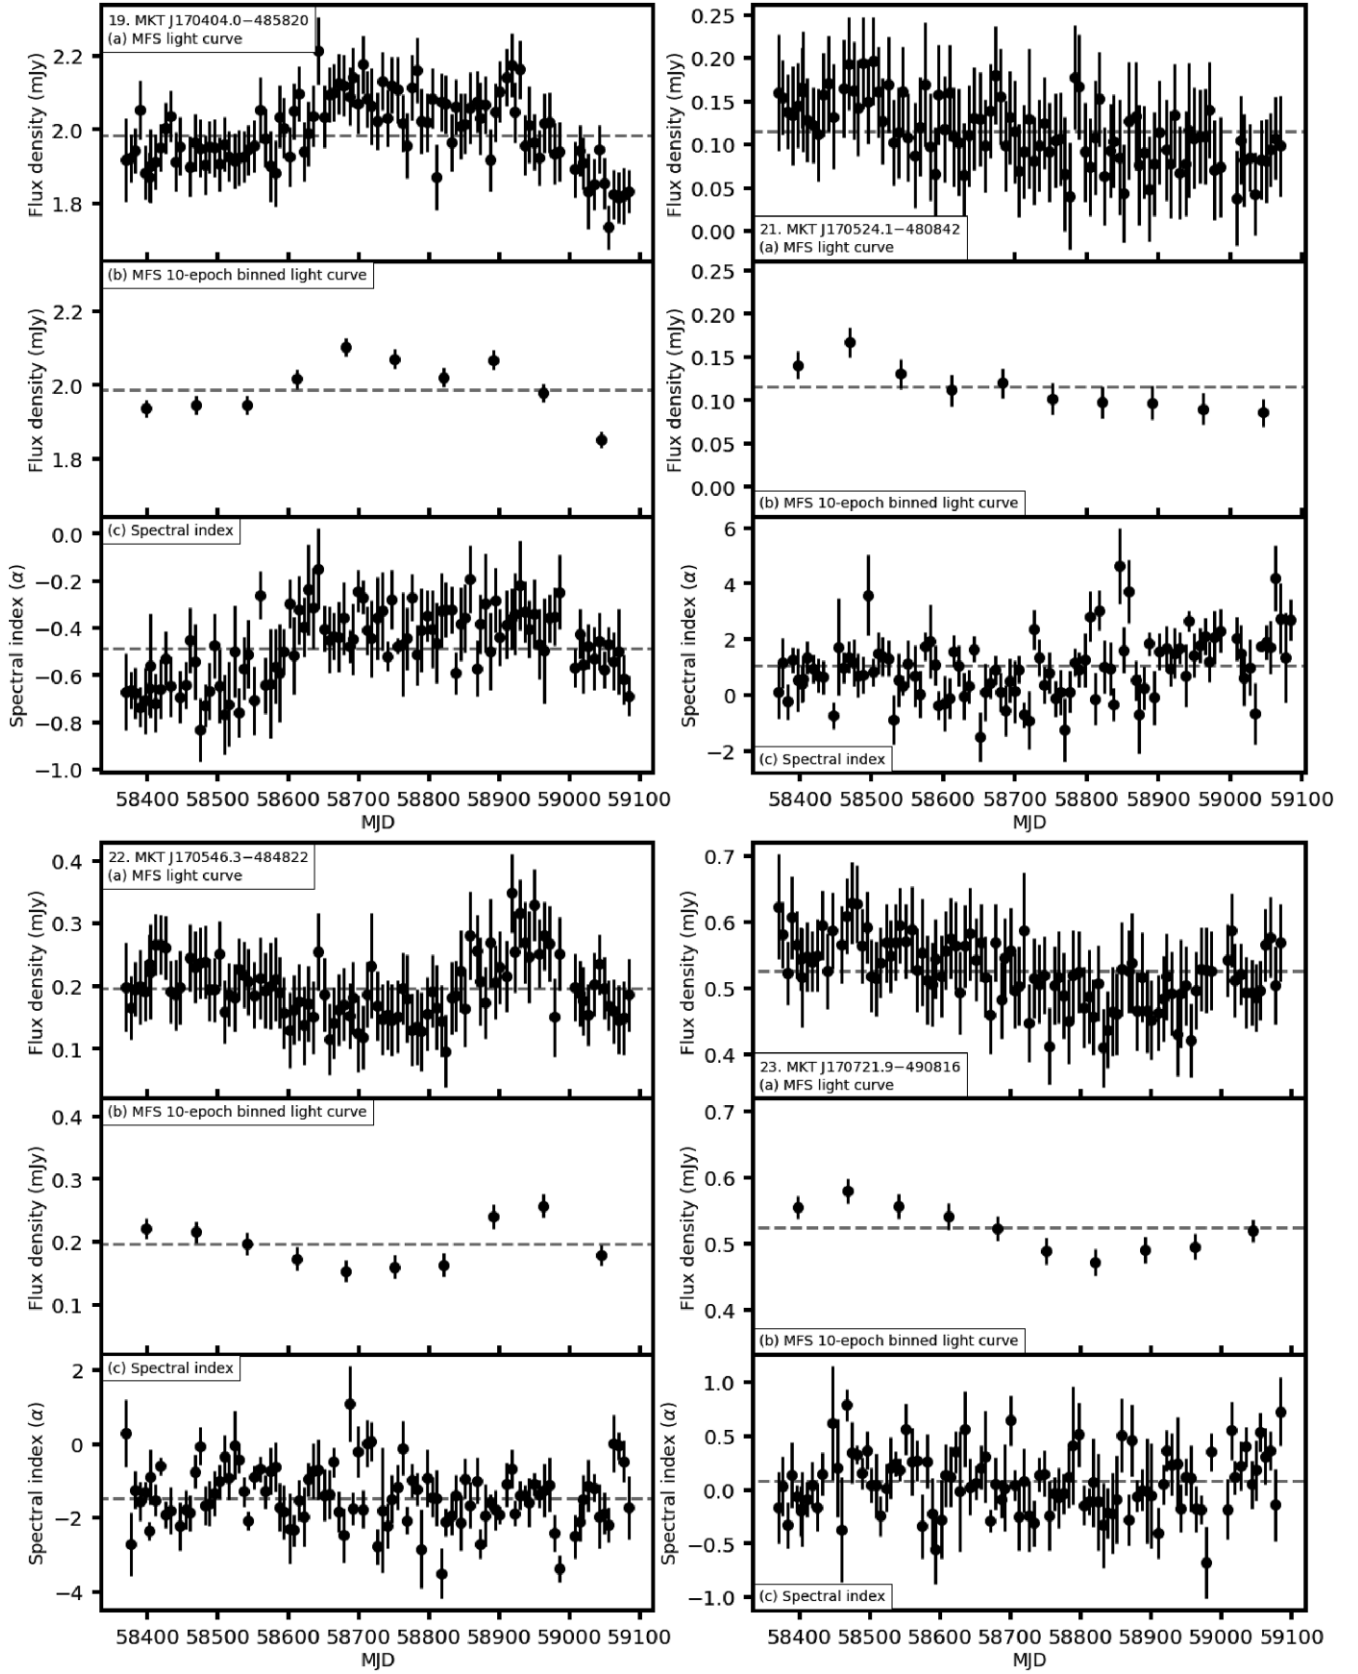 19. MKT J170404.0−485820
(a) MFS light curve
Flux density (mJy)
2.2
2.0
1.8
(b) MFS 10-epoch binned light curve
Flux density (mJy)
2.2
2.0
1.8
(c) Spectral index
Spectral index (α)
0.0
−0.2
−0.4
−0.6
−0.8
−1.0
58400 58500 58600 58700 58800 58900 59000 59100
MJD
21. MKT J170524.1−480842
(a) MFS light curve
Flux density (mJy)
0.25
0.20
0.15
0.10
0.05
0.00
(b) MFS 10-epoch binned light curve
Flux density (mJy)
0.25
0.20
0.15
0.10
0.05
0.00
(c) Spectral index
Spectral index (α)
6
4
2
0
−2
58400 58500 58600 58700 58800 58900 59000 59100
MJD
22. MKT J170546.3−484822
(a) MFS light curve
Flux density (mJy)
0.4
0.3
0.2
0.1
(b) MFS 10-epoch binned light curve
Flux density (mJy)
0.4
0.3
0.2
0.1
(c) Spectral index
Spectral index (α)
2
0
−2
−4
58400 58500 58600 58700 58800 58900 59000 59100
MJD
23. MKT J170721.9−490816
(a) MFS light curve
Flux density (mJy)
0.7
0.6
0.5
0.4
(b) MFS 10-epoch binned light curve
Flux density (mJy)
0.7
0.6
0.5
0.4
(c) Spectral index
Spectral index (α)
1.0
0.5
0.0
−0.5
−1.0
58400 58500 58600 58700 58800 58900 59000 59100
MJD